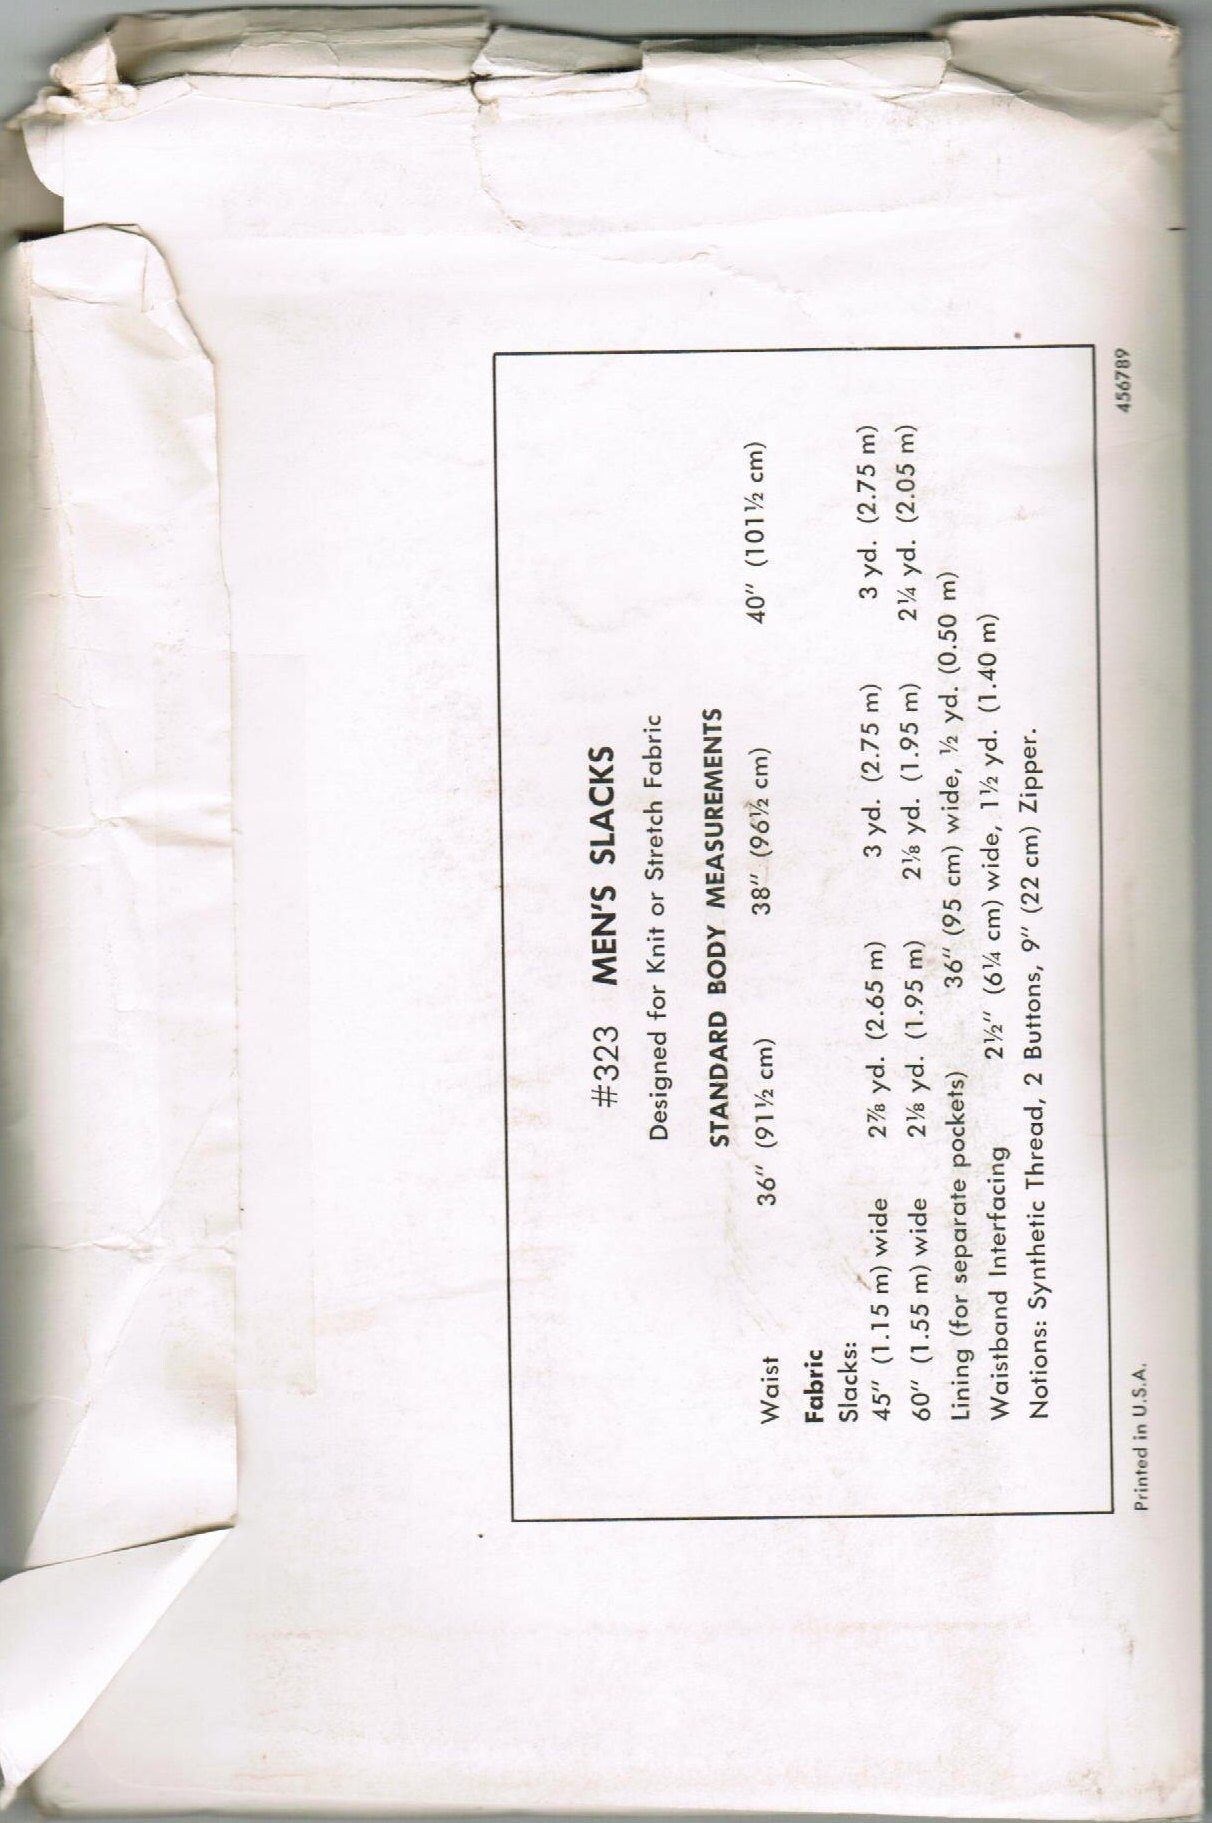 #323 MEN'S SLACKS
Designed for Knit or Stretch Fabric
STANDARD BODY MEASUREMENTS
Waist 36" (91½ cm) 38" (96½ cm) 40" (101½ cm)
Fabric
Slacks:
45" (1.15 m) wide 2⅞ yd. (2.65 m) 3 yd. (2.75 m) 3 yd. (2.75 m)
60" (1.55 m) wide 2⅛ yd. (1.95 m) 2⅛ yd. (1.95 m) 2¼ yd. (2.05 m)
Lining (for separate pockets) 36" (95 cm) wide, ½ yd. (0.50 m)
Waistband Interfacing 2½" (6¼ cm) wide, 1½ yd. (1.40 m)
Notions: Synthetic Thread, 2 Buttons, 9" (22 cm) Zipper.
Printed in U.S.A. 456789